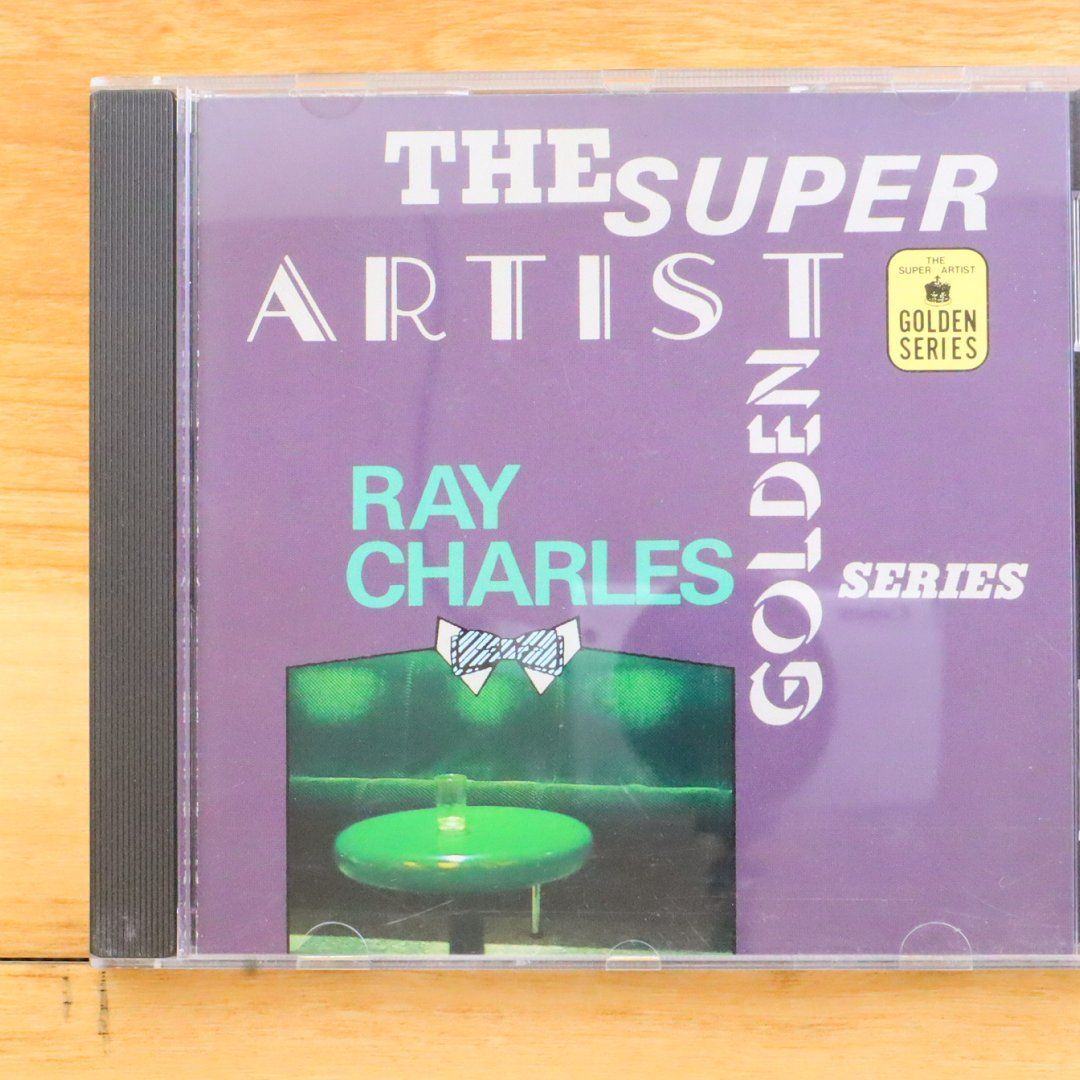 THE SUPER
ARTIST
GOLDEN
SERIES
THE
SUPER ARTIST
GOLDEN
SERIES
RAY
CHARLES